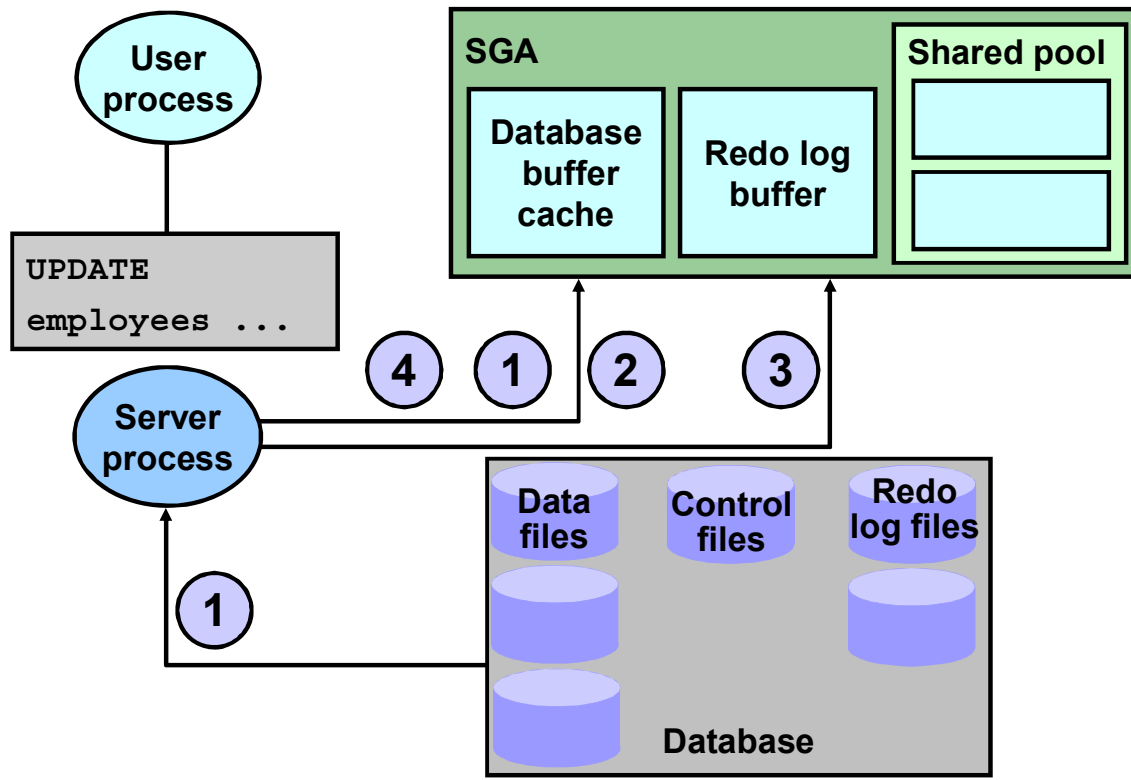 User
process
UPDATE
employees ...
SGA
Database
buffer
cache
Redo log
buffer
Shared pool
4
1
2
3
Server
process
1
Data
files
Control
files
Redo
log files
Database